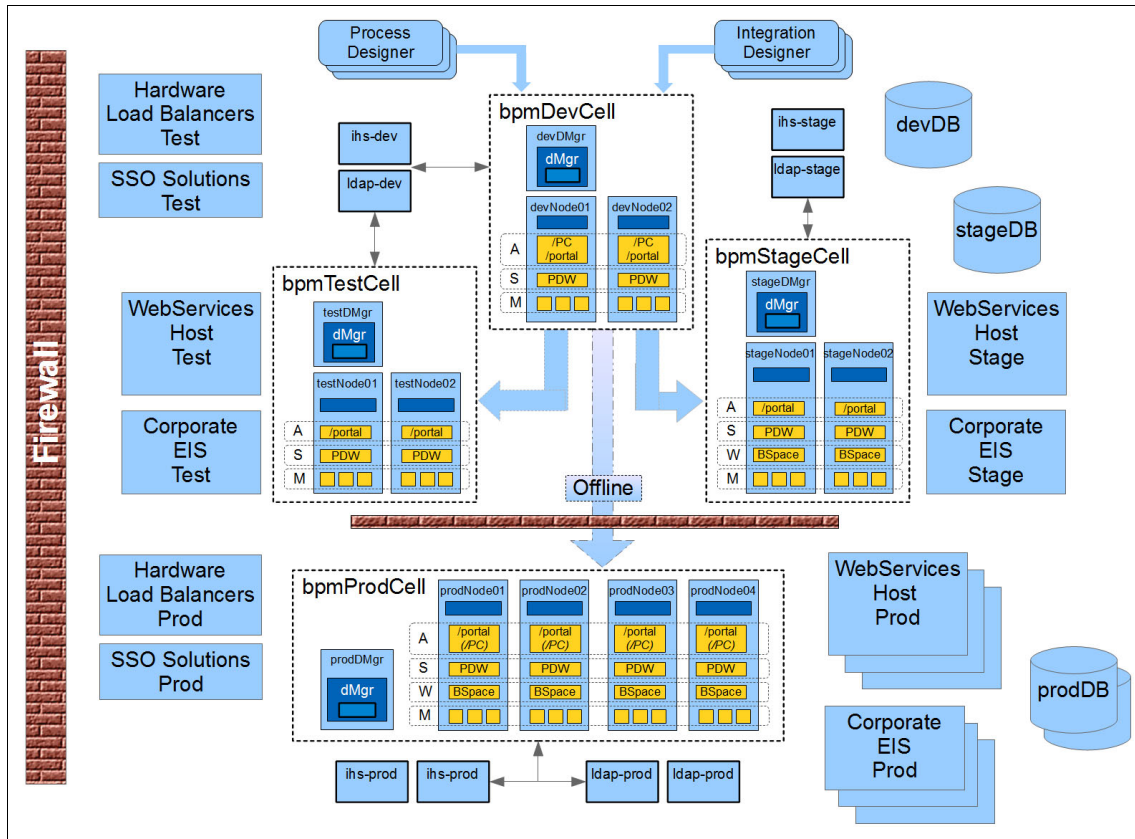 Process
Designer
Integration
Designer
Firewall
Hardware
Load Balancers
Test
SSO Solutions
Test
ihs-dev
ldap-dev
bpmDevCell
devDMgr
dMgr
devNode01
devNode02
A
/PC
/portal
/PC
/portal
S
PDW
PDW
M
ihs-stage
ldap-stage
devDB
stageDB
bpmTestCell
testDMgr
dMgr
testNode01
testNode02
A
/portal
/portal
S
PDW
PDW
M
bpmStageCell
stageDMgr
dMgr
stageNode01
stageNode02
A
/portal
/portal
S
PDW
PDW
W
BSpace
BSpace
M
WebServices
Host
Test
Corporate
EIS
Test
WebServices
Host
Stage
Corporate
EIS
Stage
Offline
Hardware
Load Balancers
Prod
SSO Solutions
Prod
bpmProdCell
prodDMgr
dMgr
prodNode01
prodNode02
prodNode03
prodNode04
A
/portal
(/PC)
/portal
(/PC)
/portal
(/PC)
/portal
(/PC)
S
PDW
PDW
PDW
PDW
W
BSpace
BSpace
BSpace
BSpace
M
ihs-prod
ihs-prod
ldap-prod
ldap-prod
WebServices
Host
Prod
Corporate
EIS
Prod
prodDB